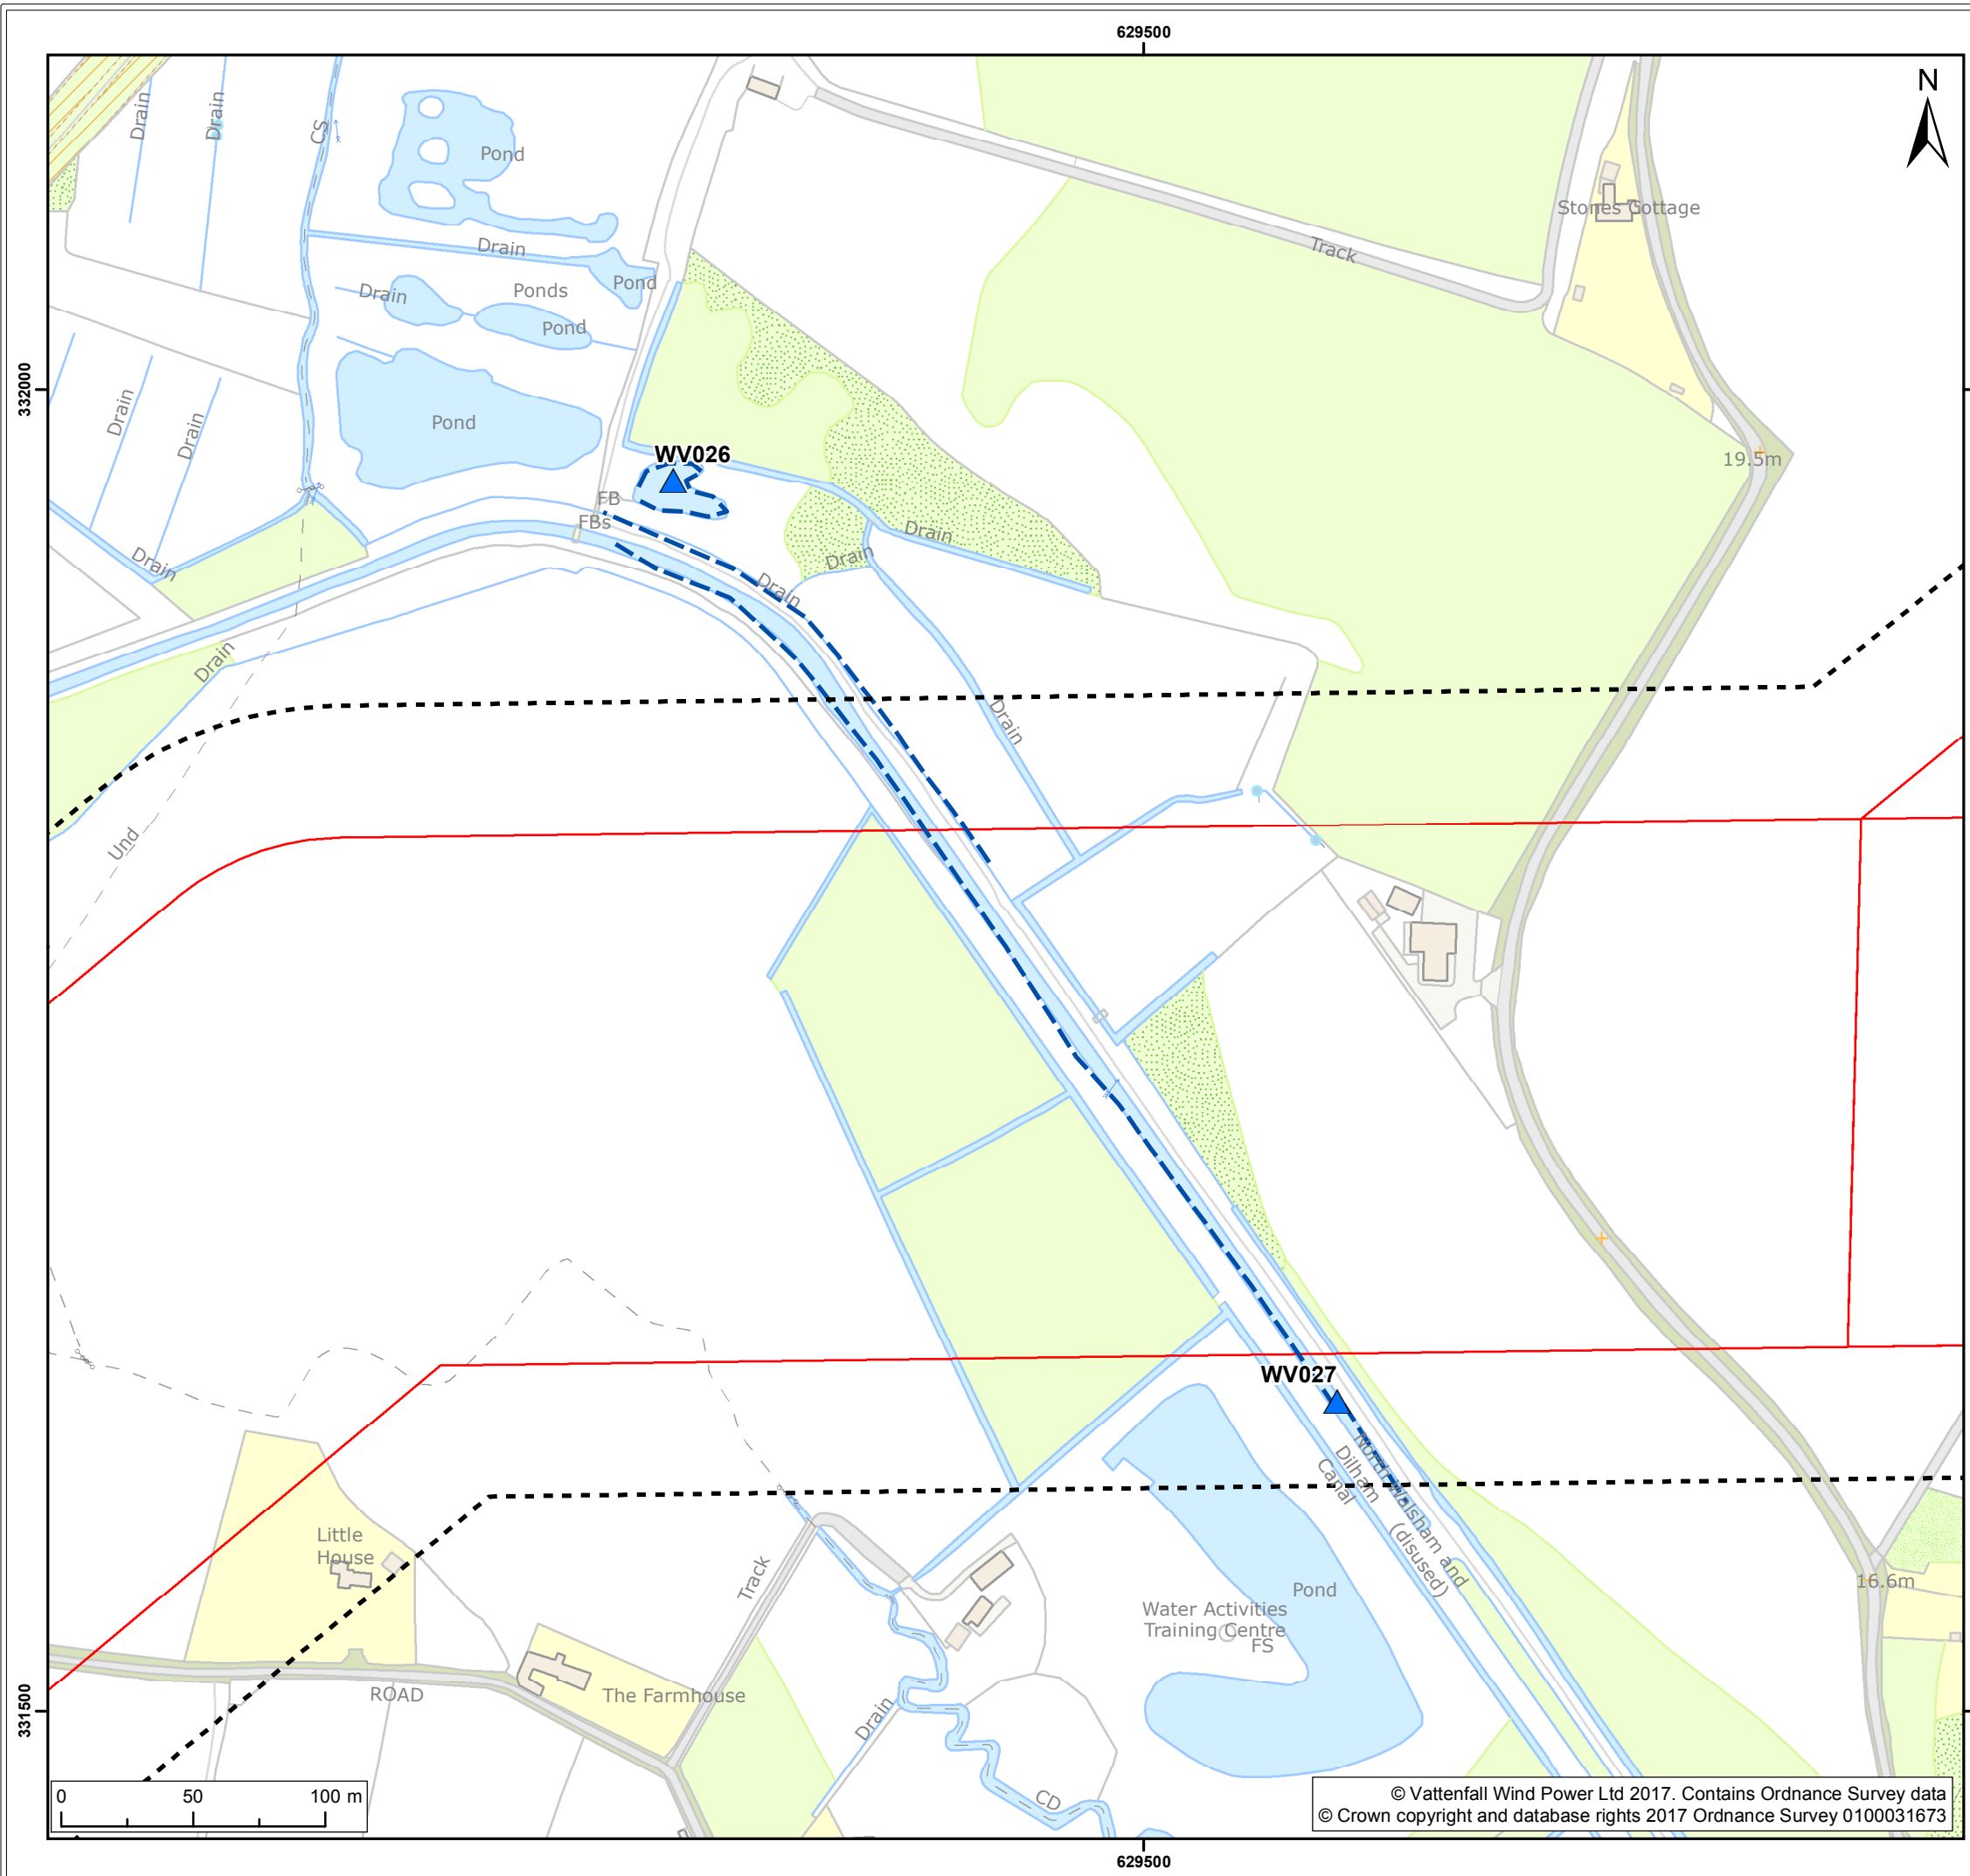 629500
N
Drain
Drain
CS
Pond
Stones Cottage
Drain
Track
Pond
Drain
Ponds
Pond
332000
Drain
Drain
Pond
WV026
19.5m
FB
FBs
Drain
Drain
Drain
Drain
Drain
Drain
Und
WV027
North Walsham and
Dilham
Canal
(disused)
Little
House
Track
Pond
16.6m
Water Activities
Training Centre
FS
ROAD
The Farmhouse
Drain
331500
CD
0 50 100 m
© Vattenfall Wind Power Ltd 2017. Contains Ordnance Survey data
© Crown copyright and database rights 2017 Ordnance Survey 0100031673
629500